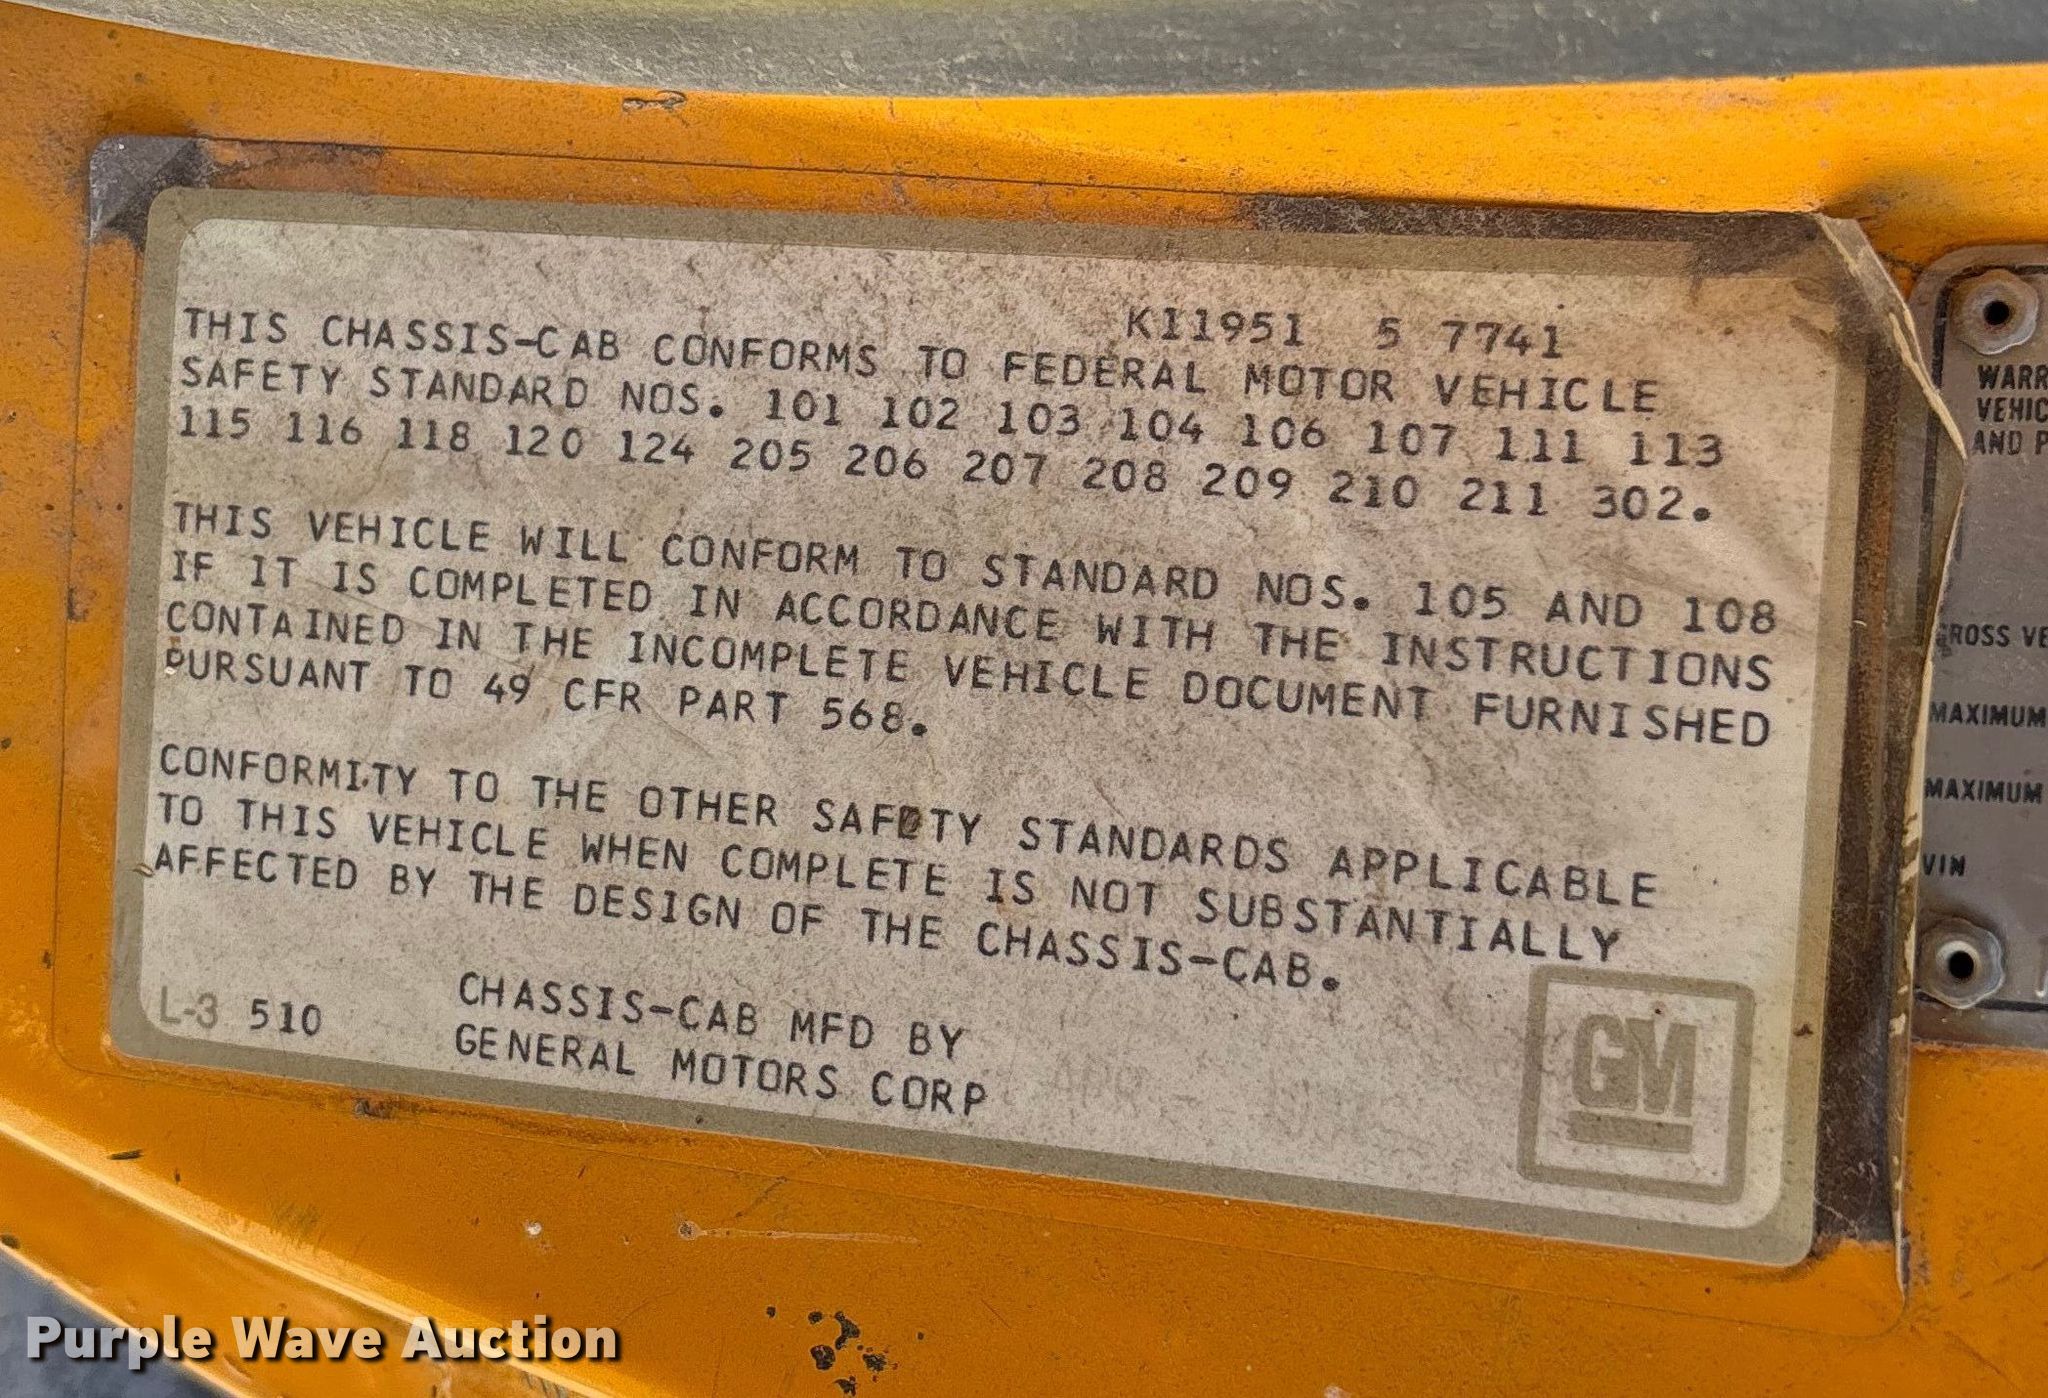 K11951 5 7741
THIS CHASSIS-CAB CONFORMS TO FEDERAL MOTOR VEHICLE
SAFETY STANDARD NOS. 101 102 103 104 106 107 111 113
115 116 118 120 124 205 206 207 208 209 210 211 302.
THIS VEHICLE WILL CONFORM TO STANDARD NOS. 105 AND 108
IF IT IS COMPLETED IN ACCORDANCE WITH THE INSTRUCTIONS
CONTAINED IN THE INCOMPLETE VEHICLE DOCUMENT FURNISHED
PURSUANT TO 49 CFR PART 568.
CONFORMITY TO THE OTHER SAFETY STANDARDS APPLICABLE
TO THIS VEHICLE WHEN COMPLETE IS NOT SUBSTANTIALLY
AFFECTED BY THE DESIGN OF THE CHASSIS-CAB.
L-3 510
CHASSIS-CAB MFD BY
GENERAL MOTORS CORP
GM
WARR
VEHIC
AND P
GROSS VE
MAXIMUM
MAXIMUM
VIN
Purple Wave Auction